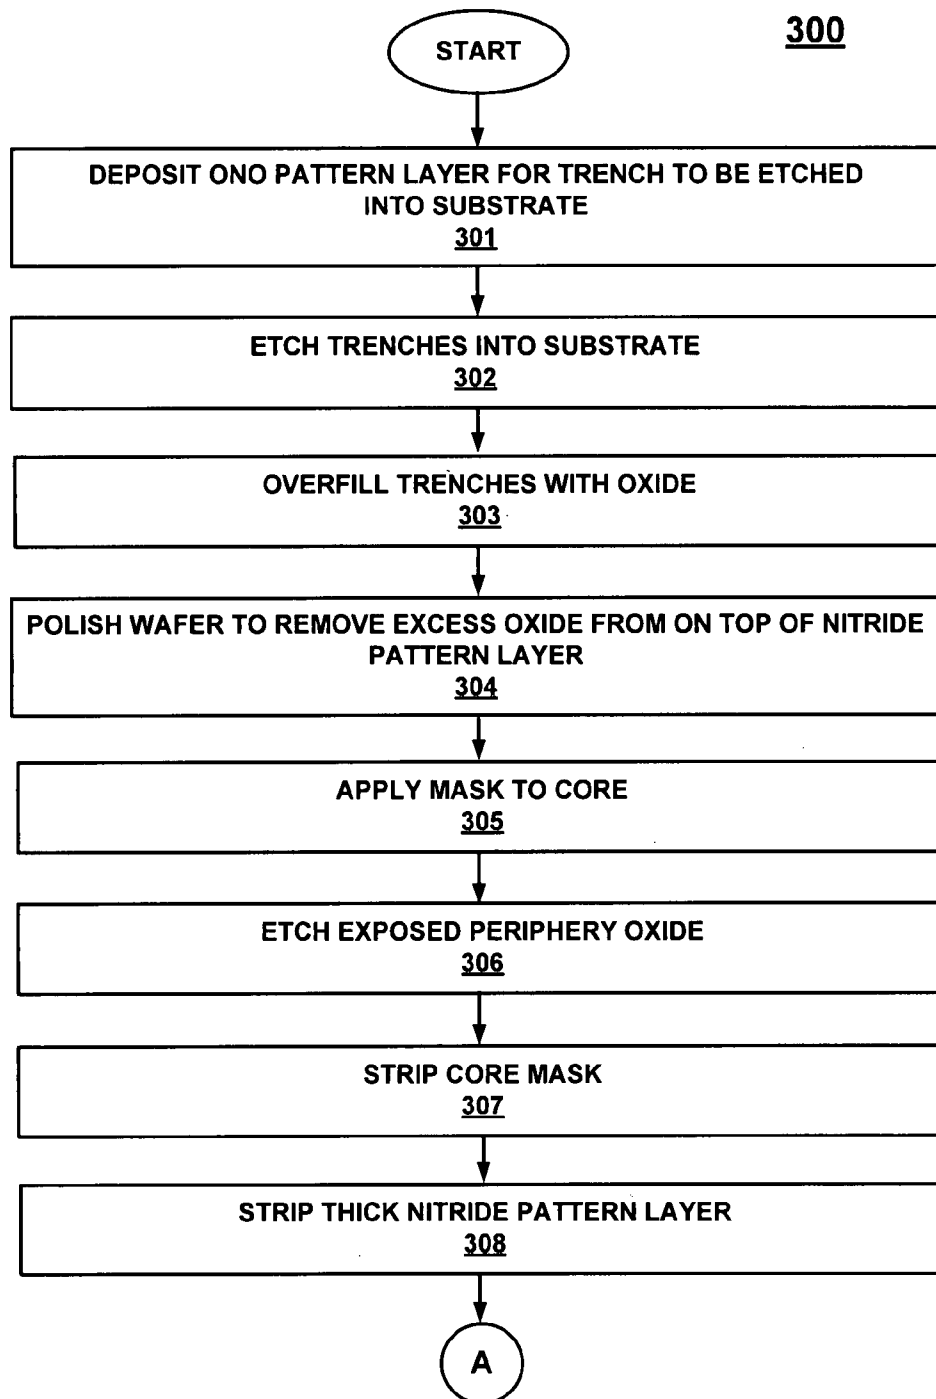 300
START
DEPOSIT ONO PATTERN LAYER FOR TRENCH TO BE ETCHED
INTO SUBSTRATE
301
ETCH TRENCHES INTO SUBSTRATE
302
OVERFILL TRENCHES WITH OXIDE
303
POLISH WAFER TO REMOVE EXCESS OXIDE FROM ON TOP OF NITRIDE
PATTERN LAYER
304
APPLY MASK TO CORE
305
ETCH EXPOSED PERIPHERY OXIDE
306
STRIP CORE MASK
307
STRIP THICK NITRIDE PATTERN LAYER
308
A